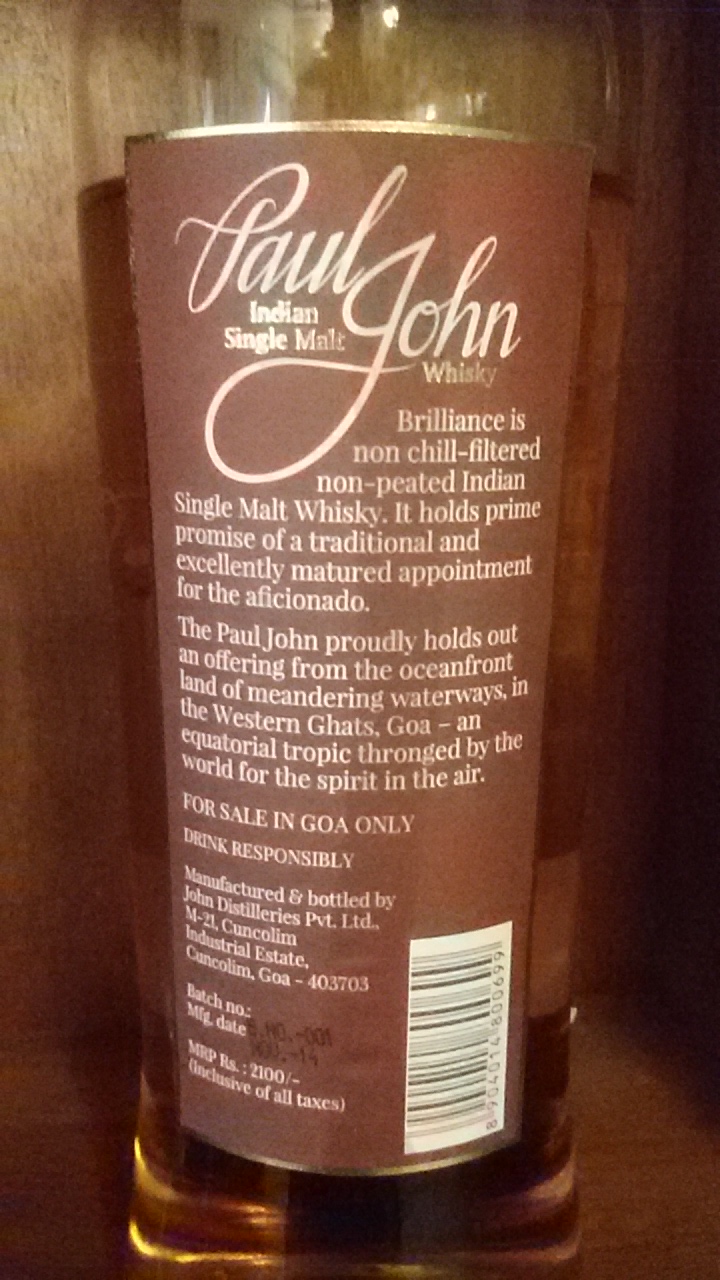 Paul John
Indian
Single Malt
Whisky
Brilliance is
non chill-filtered
non-peated Indian
Single Malt Whisky. It holds prime
promise of a traditional and
excellently matured appointment
for the aficionado.
The Paul John proudly holds out
an offering from the oceanfront
land of meandering waterways, in
the Western Ghats, Goa – an
equatorial tropic thronged by the
world for the spirit in the air.
FOR SALE IN GOA ONLY
DRINK RESPONSIBLY
Manufactured & bottled by
John Distilleries Pvt. Ltd.,
M-21, Cuncolim
Industrial Estate,
Cuncolim, Goa – 403703
Batch no.:
Mfg. date
MRP Rs. : 2100/-
(Inclusive of all taxes)
8 904014 800699